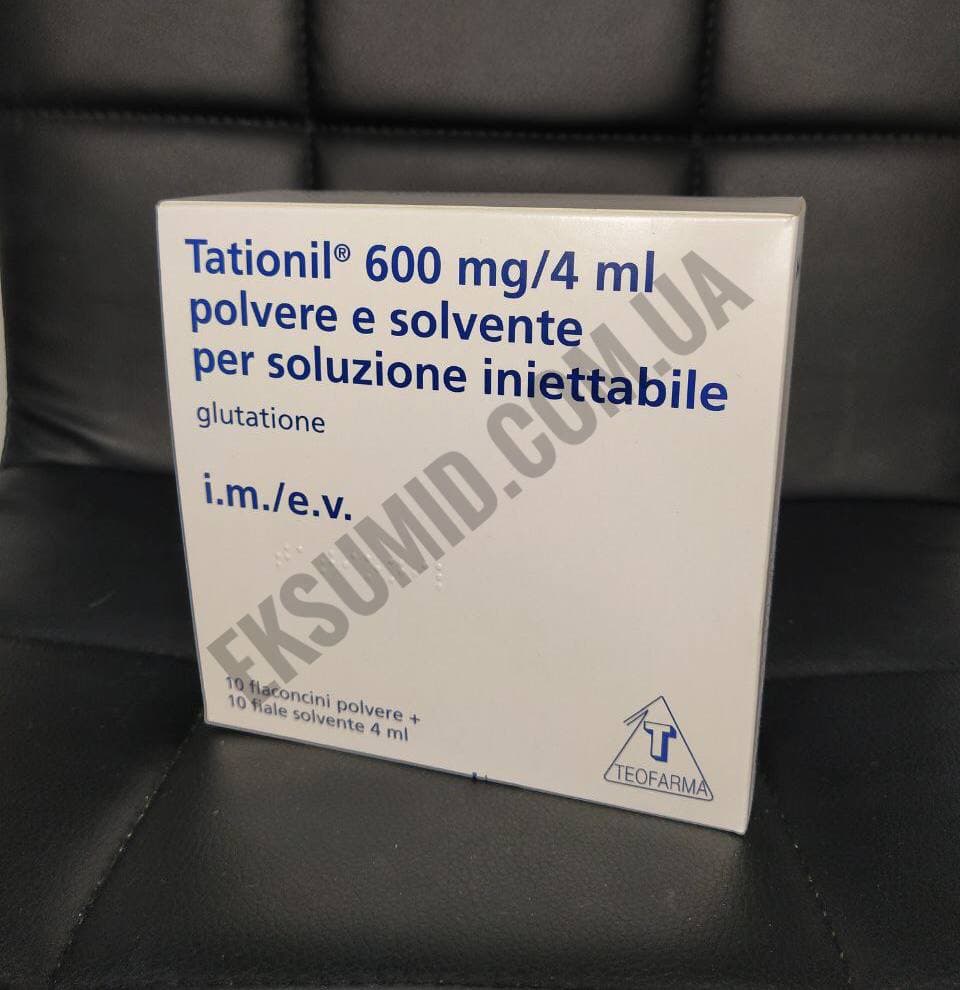 Tationil® 600 mg/4 ml
polvere e solvente
per soluzione iniettabile
glutatione
i.m./e.v.
EKSUMID.COM.UA
10 flaconcini polvere +
10 fiale solvente 4 ml
T
TEOFARMA